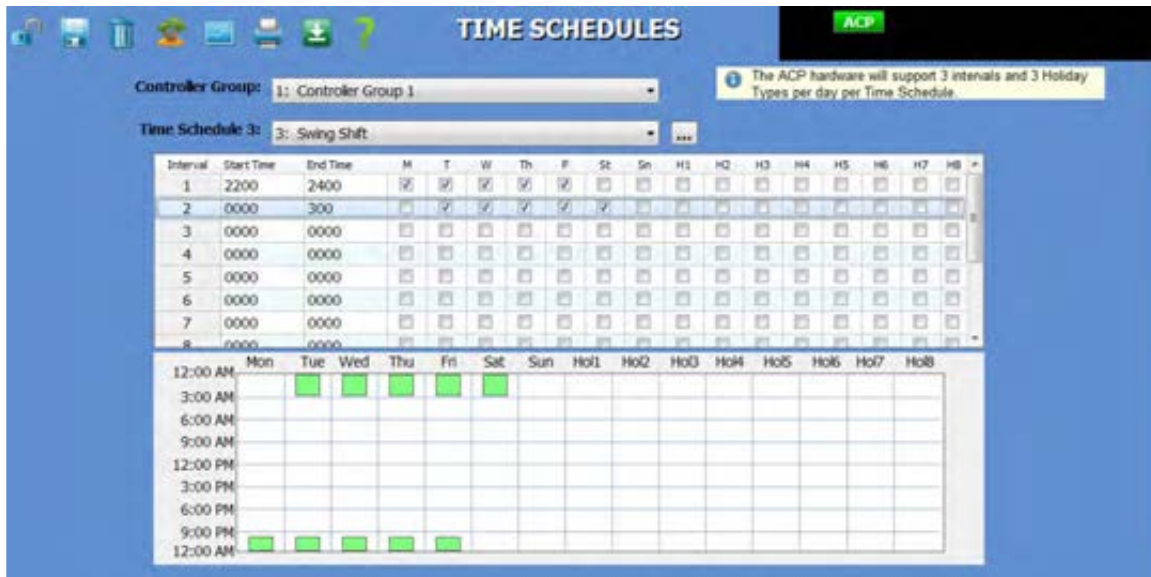 TIME SCHEDULES
ACP
Controller Group: 1: Controller Group 1
The ACP hardware will support 3 intervals and 3 Holiday
Types per day per Time Schedule.
Time Schedule 3: 3: Swing Shift ...
Interval Start Time End Time M T W Th F St Sn H1 H2 H3 H4 H5 H6 H7 H8
1 2200 2400
2 0000 300
3 0000 0000
4 0000 0000
5 0000 0000
6 0000 0000
7 0000 0000
8 0000 0000
Mon Tue Wed Thu Fri Sat Sun Hol1 Hol2 Hol3 Hol4 Hol5 Hol6 Hol7 Hol8
12:00 AM
3:00 AM
6:00 AM
9:00 AM
12:00 PM
3:00 PM
6:00 PM
9:00 PM
12:00 AM